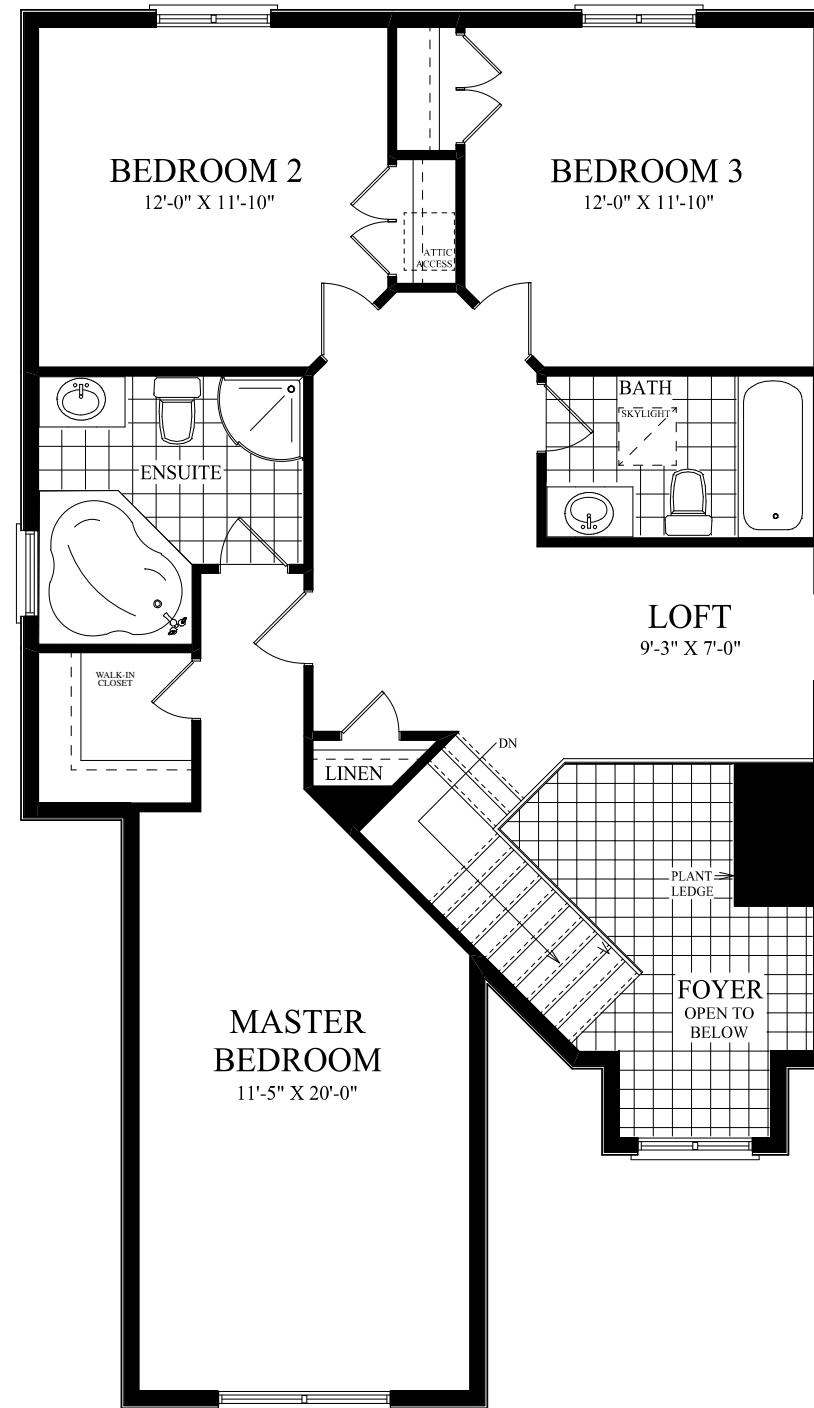 BEDROOM 2
12'-0" X 11'-10"
BEDROOM 3
12'-0" X 11'-10"
ATTIC
ACCESS
BATH
SKYLIGHT
ENSUITE
LOFT
9'-3" X 7'-0"
WALK-IN
CLOSET
DN
LINEN
PLANT
LEDGE
FOYER
OPEN TO
BELOW
MASTER
BEDROOM
11'-5" X 20'-0"